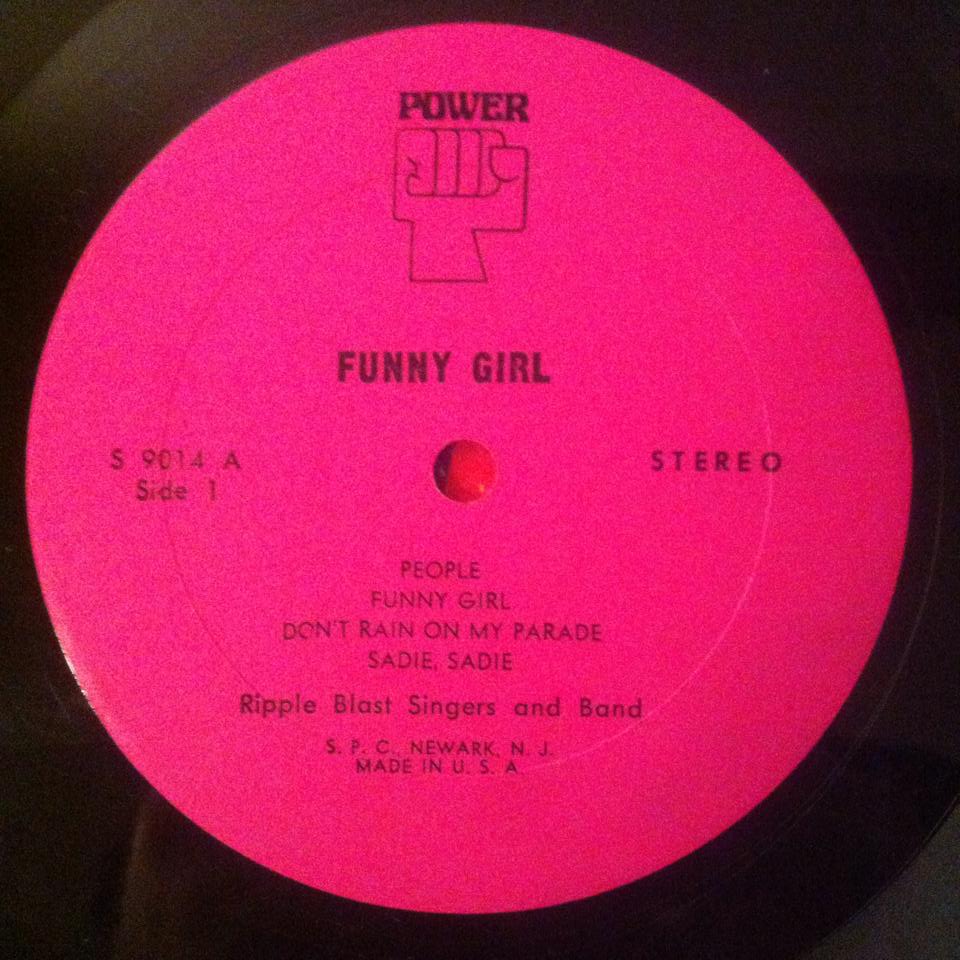 POWER
FUNNY GIRL
S 9014 A
Side 1
STEREO
PEOPLE
FUNNY GIRL
DON'T RAIN ON MY PARADE
SADIE, SADIE
Ripple Blast Singers and Band
S. P. C., NEWARK, N. J.
MADE IN U. S. A.